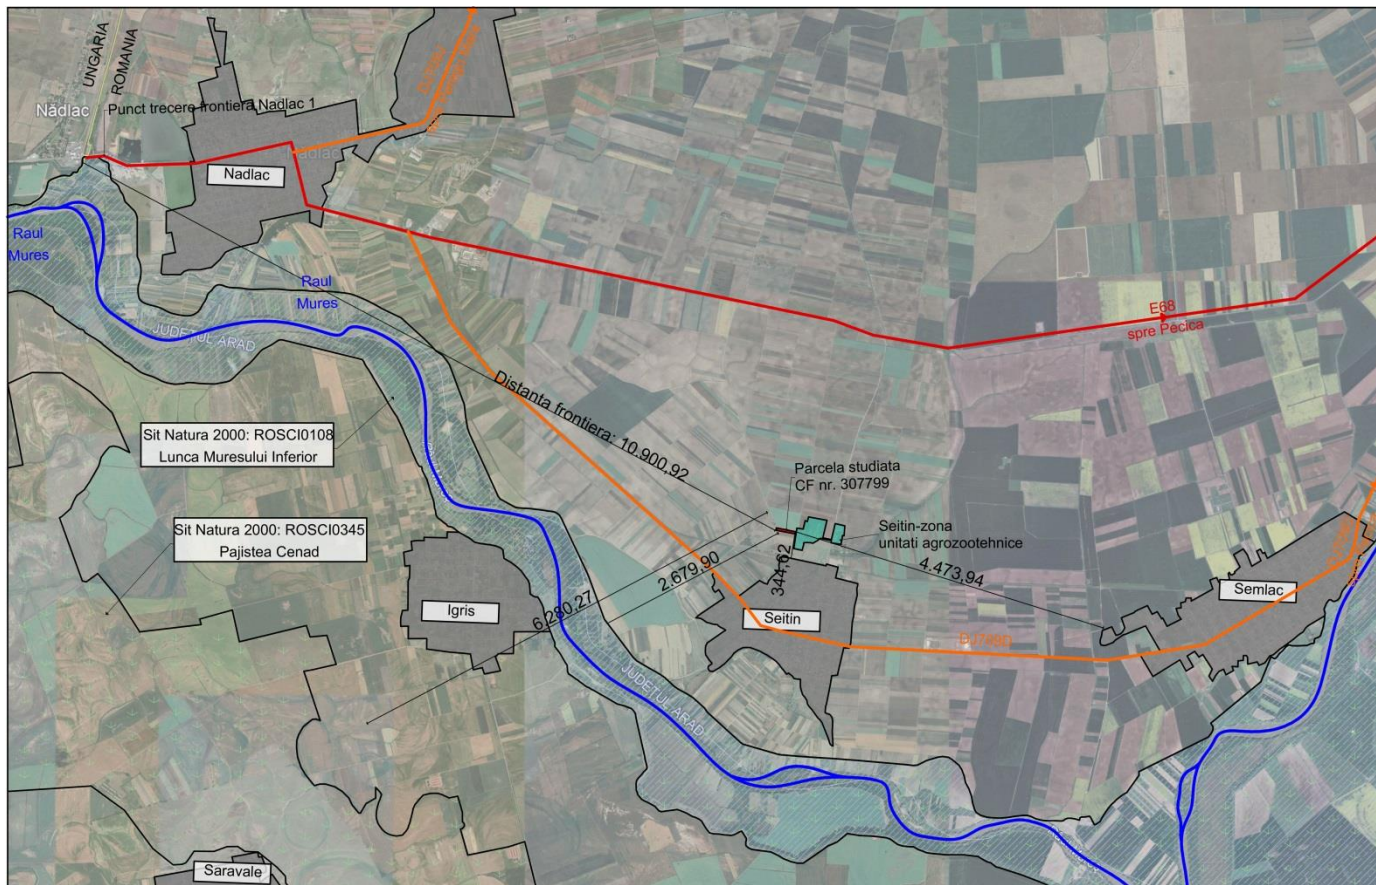 UNGARIA
ROMANIA
Nădlac
Punct trecere frontiera Nadlac 1
Nadlac
Nadlac
Raul
Mures
Raul
Mures
JUDETUL ARAD
E68
spre Pecica
Distanta frontiera: 10.900,92
Sit Natura 2000: ROSCI0108
Lunca Muresului Inferior
Parcela studiata
CF nr. 307799
Sit Natura 2000: ROSCI0345
Pajistea Cenad
Seitin-zona
unitati agrozootehnice
344,62
2.679,90
4.473,94
6.280,27
Igris
Seitin
Semlac
JUDETUL ARAD
Saravale